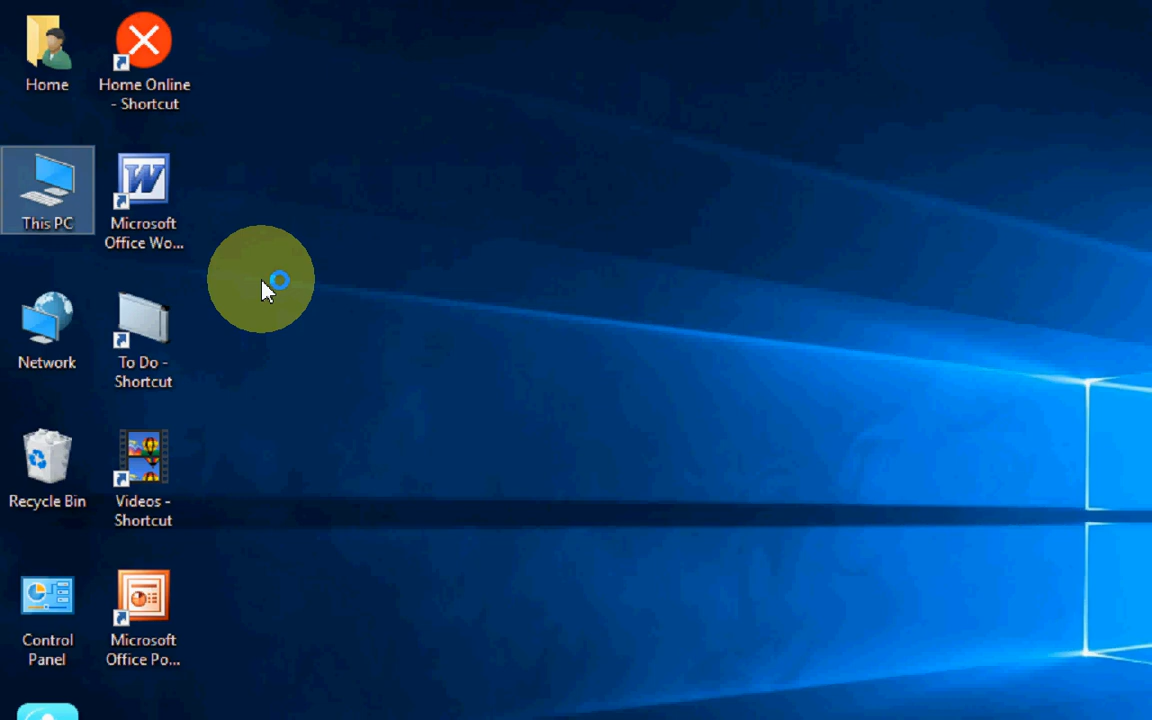 Home
Home Online
- Shortcut
This PC
Microsoft
Office Wo...
Network
To Do -
Shortcut
Recycle Bin
Videos -
Shortcut
Control
Panel
Microsoft
Office Po...